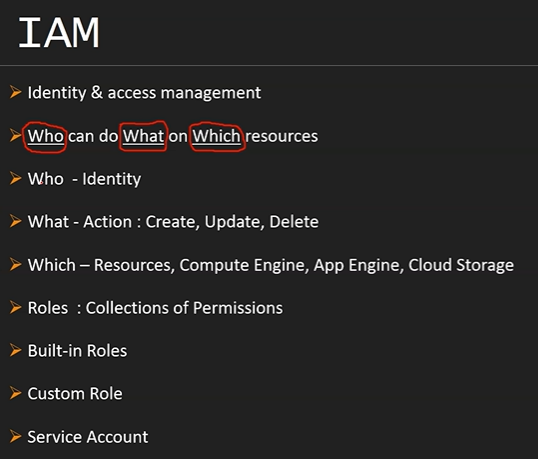 IAM
Identity & access management
Who can do What on Which resources
Who - Identity
What - Action : Create, Update, Delete
Which – Resources, Compute Engine, App Engine, Cloud Storage
Roles : Collections of Permissions
Built-in Roles
Custom Role
Service Account